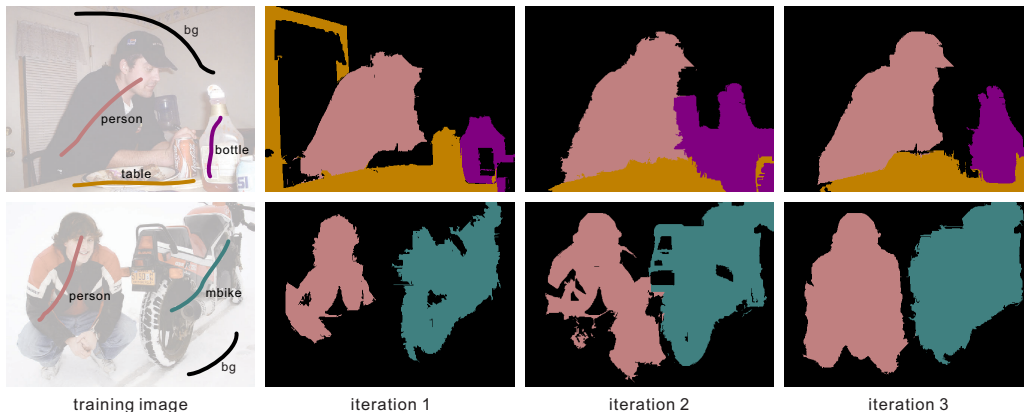 bg
person
bottle
table
person
mbike
bg
training image
iteration 1
iteration 2
iteration 3